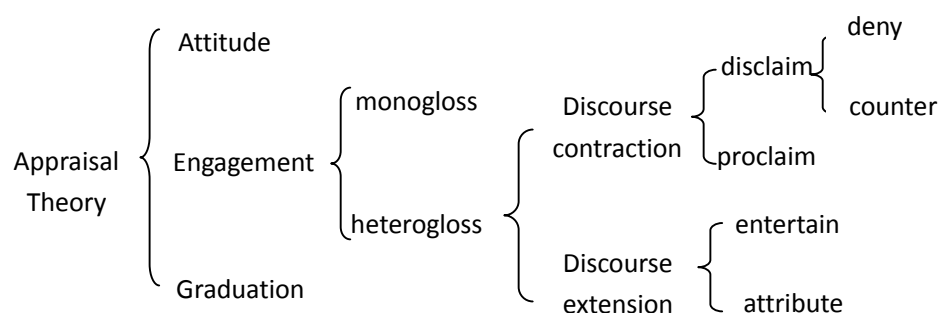 Appraisal
Theory
Attitude
Engagement
Graduation
monogloss
heterogloss
Discourse
contraction
Discourse
extension
disclaim
proclaim
entertain
attribute
deny
counter